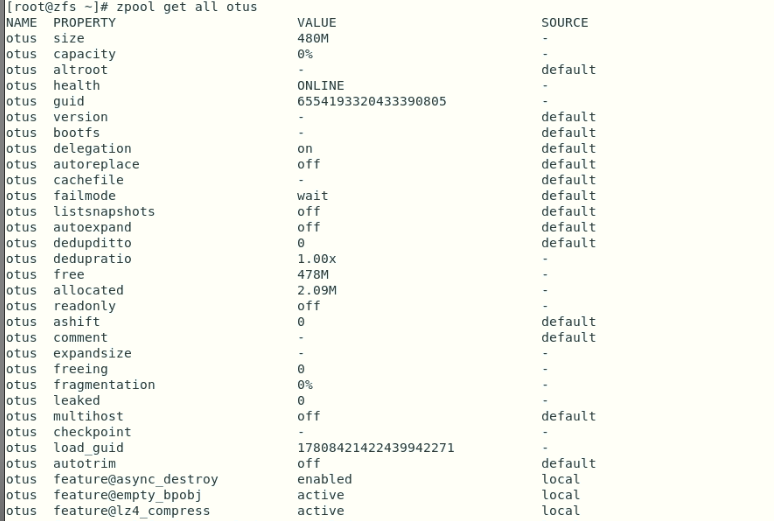 [root@zfs ~]# zpool get all otus
NAME  PROPERTY                       VALUE                          SOURCE
otus  size                           480M                           -
otus  capacity                       0%                             -
otus  altroot                        -                              default
otus  health                         ONLINE                         -
otus  guid                           6554193320433390805            -
otus  version                        -                              default
otus  bootfs                         -                              default
otus  delegation                     on                             default
otus  autoreplace                    off                            default
otus  cachefile                      -                              default
otus  failmode                       wait                           default
otus  listsnapshots                  off                            default
otus  autoexpand                     off                            default
otus  dedupditto                     0                              default
otus  dedupratio                     1.00x                          -
otus  free                           478M                           -
otus  allocated                      2.09M                          -
otus  readonly                       off                            -
otus  ashift                         0                              default
otus  comment                        -                              default
otus  expandsize                     -                              -
otus  freeing                        0                              -
otus  fragmentation                  0%                             -
otus  leaked                         0                              -
otus  multihost                      off                            default
otus  checkpoint                     -                              -
otus  load_guid                      17808421422439942271           -
otus  autotrim                       off                            default
otus  feature@async_destroy          enabled                        local
otus  feature@empty_bpobj            active                         local
otus  feature@lz4_compress           active                         local